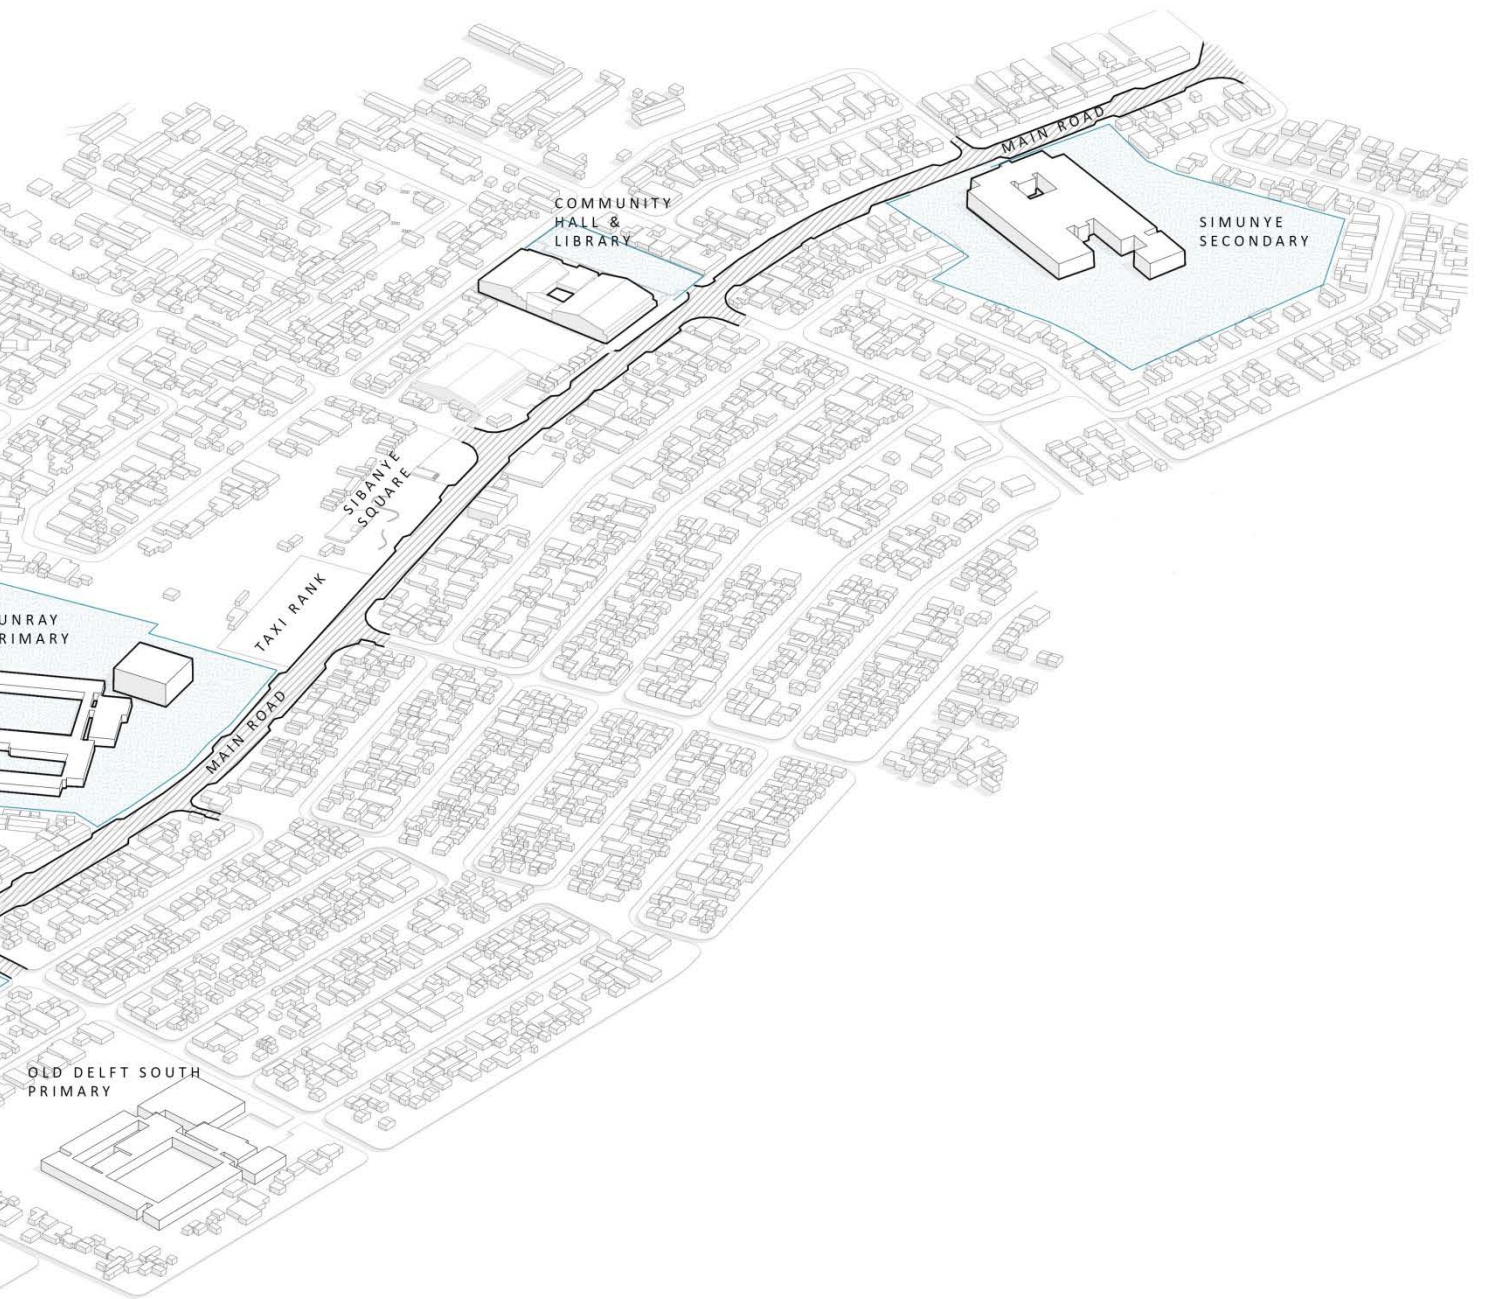 MAIN ROAD
COMMUNITY
HALL &
LIBRARY
SIMUNYE
SECONDARY
SIBANYE
SQUARE
TAXI RANK
UNRAY
RIMARY
MAIN ROAD
OLD DELFT SOUTH
PRIMARY